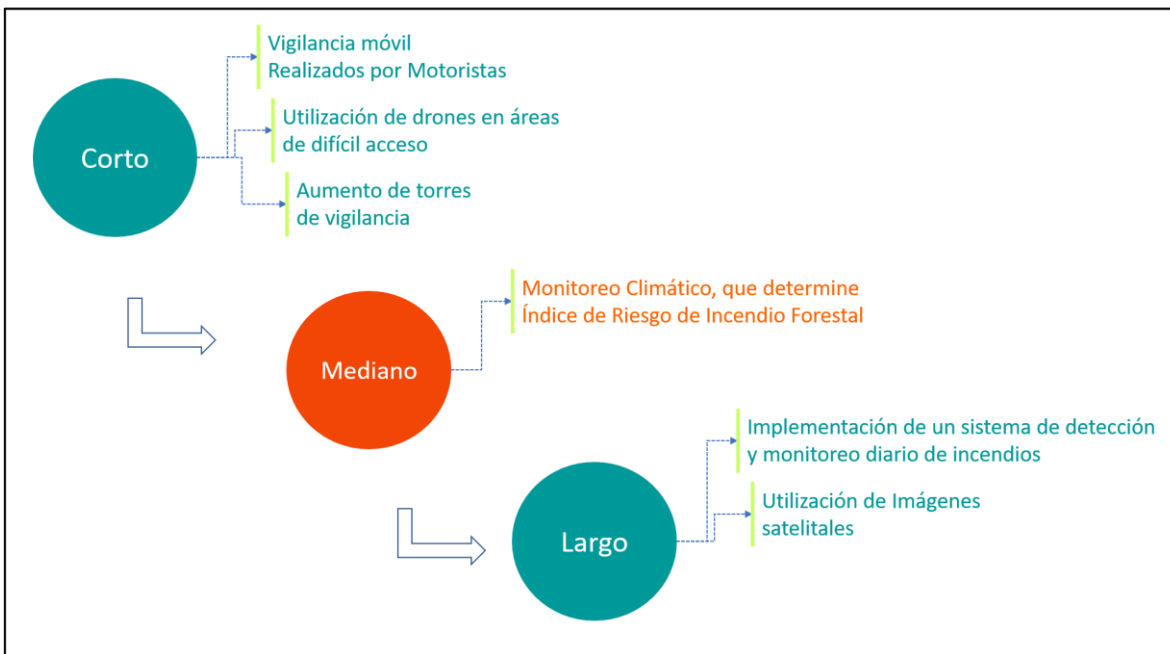 Vigilancia móvil
Realizados por Motoristas
Corto
Utilización de drones en áreas
de difícil acceso
Aumento de torres
de vigilancia
Mediano
Monitoreo Climático, que determine
Índice de Riesgo de Incendio Forestal
Largo
Implementación de un sistema de detección
y monitoreo diario de incendios
Utilización de Imágenes
satelitales